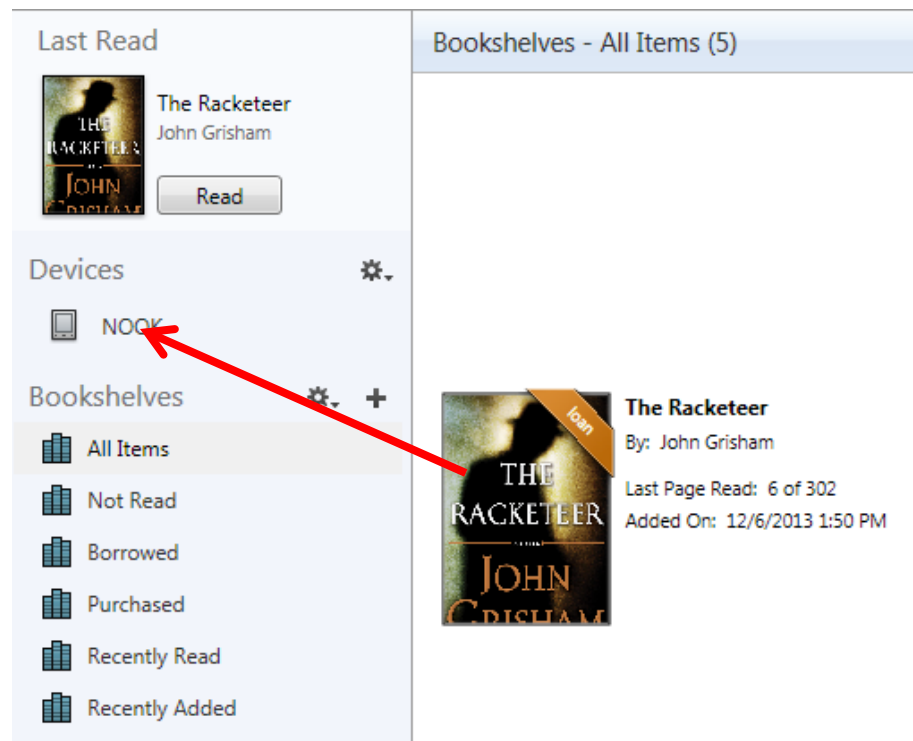 Last Read
THE
RACKETEER
JOHN
GRISHAM
The Racketeer
John Grisham
Read
Devices
NOOK
Bookshelves
All Items
Not Read
Borrowed
Purchased
Recently Read
Recently Added
Bookshelves - All Items (5)
loan
THE
RACKETEER
JOHN
GRISHAM
The Racketeer
By: John Grisham
Last Page Read: 6 of 302
Added On: 12/6/2013 1:50 PM